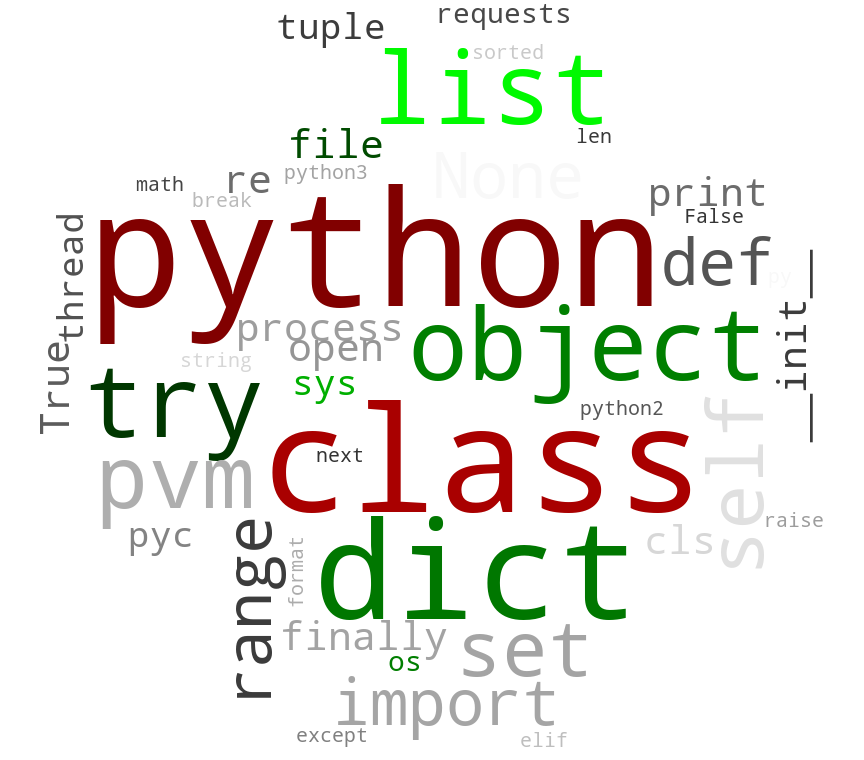 requests
tuple
sorted
list
len
file
python3
None
math
re
print
break
False
python
thread
def
py
__init__
process
object
open
string
True
sys
try
python2
class
self
next
pvm
raise
pyc
cls
range
format
dict
finally
set
os
import
except
elif